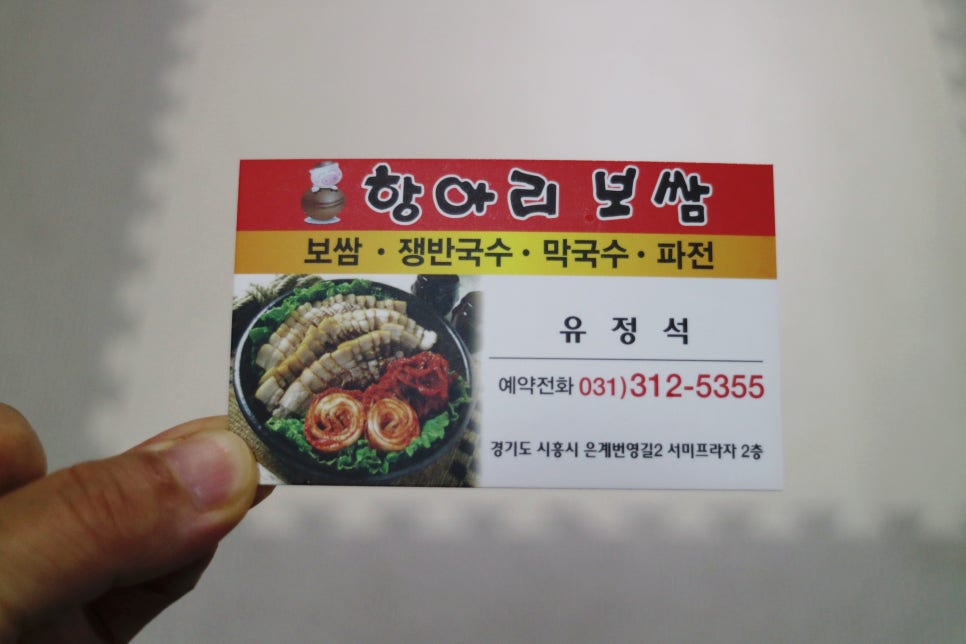 항아리 보쌈
보쌈 · 쟁반국수 · 막국수 · 파전
유 정 석
예약전화 031) 312-5355
경기도 시흥시 은계번영길2 서미프라자 2층